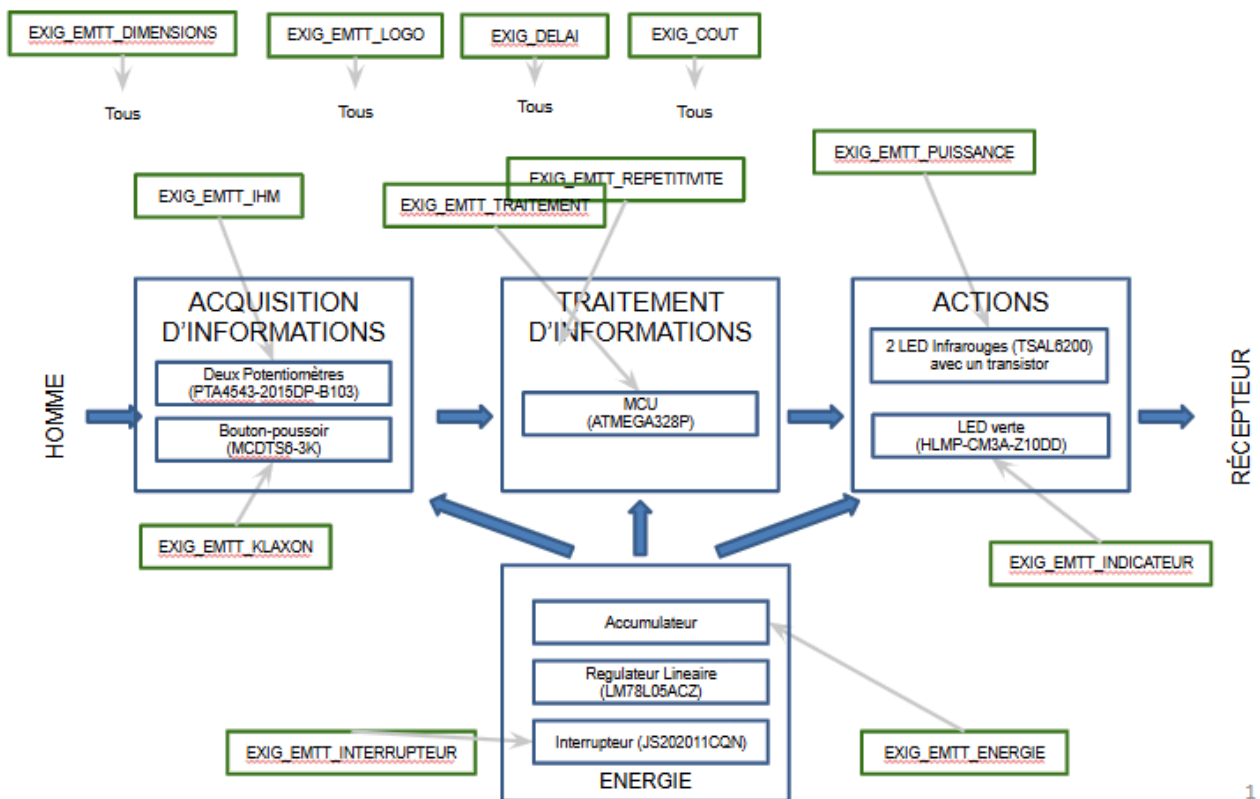 EXIG_EMTT_DIMENSIONS
EXIG_EMTT_LOGO
EXIG_DELAI
EXIG_COUT
Tous
Tous
Tous
Tous
EXIG_EMTT_PUISSANCE
EXIG_EMTT_REPETITIVITE
EXIG_EMTT_IHM
EXIG_EMTT_TRAITEMENT
HOMME
ACQUISITION
D'INFORMATIONS
Deux Potentiomètres
(PTA4543-2015DP-B103)
Bouton-poussoir
(MCDTS6-3K)
TRAITEMENT
D'INFORMATIONS
MCU
(ATMEGA328P)
ACTIONS
2 LED Infrarouges (TSAL6200)
avec un transistor
LED verte
(HLMP-CM3A-Z10DD)
RÉCEPTEUR
EXIG_EMTT_KLAXON
EXIG_EMTT_INDICATEUR
Accumulateur
Regulateur Lineaire
(LM78L05ACZ)
Interrupteur (JS202011CQN)
ENERGIE
EXIG_EMTT_INTERRUPTEUR
EXIG_EMTT_ENERGIE
1